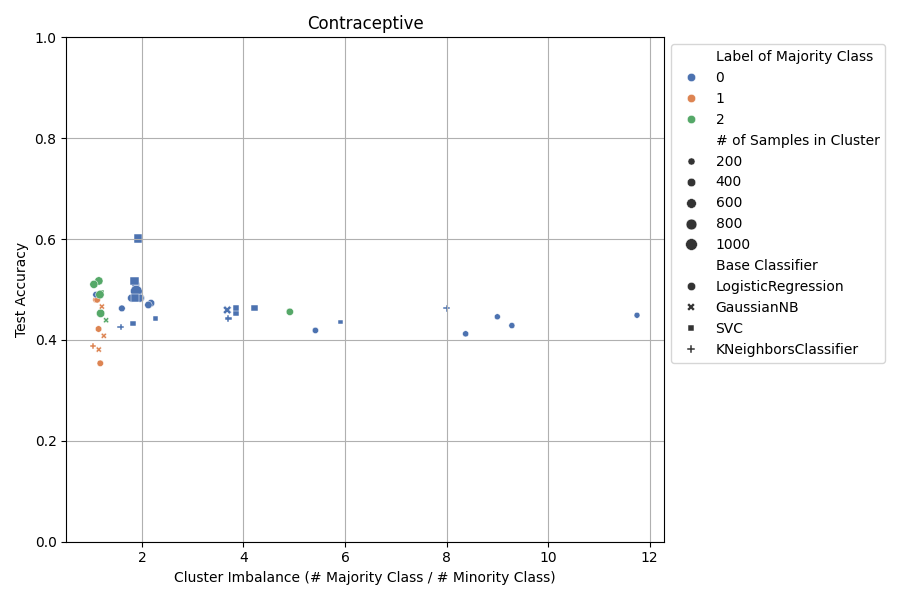 Contraceptive
1.0
0.8
0.6
0.4
0.2
0.0
Test Accuracy
2
4
6
8
10
12
Cluster Imbalance (# Majority Class / # Minority Class)
Label of Majority Class
0
1
2
# of Samples in Cluster
200
400
600
800
1000
Base Classifier
LogisticRegression
GaussianNB
SVC
KNeighborsClassifier